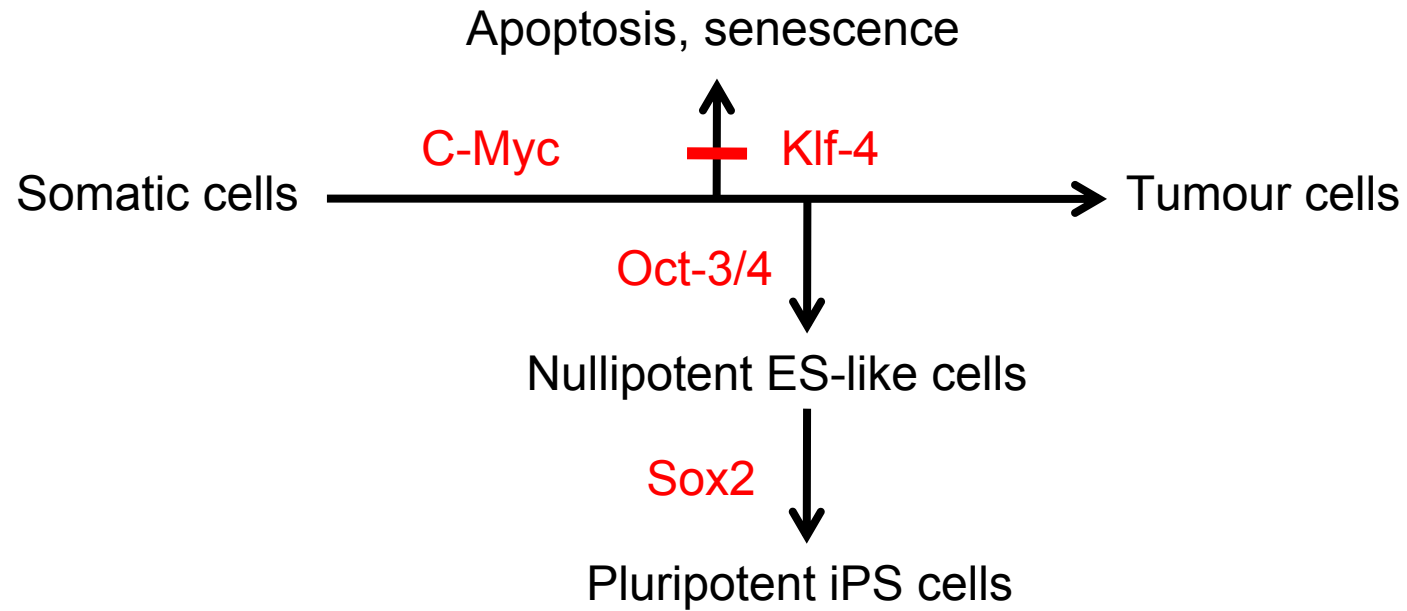 Apoptosis, senescence
C-Myc
Klf-4
Somatic cells
Tumour cells
Oct-3/4
Nullipotent ES-like cells
Sox2
Pluripotent iPS cells